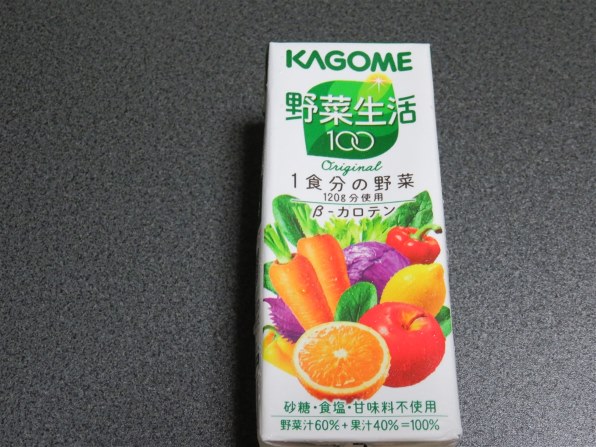 KAGOME
野菜生活
100
Original
1食分の野菜
120g分使用
β-カロテン
砂糖・食塩・甘味料不使用
野菜汁60%+果汁40%=100%